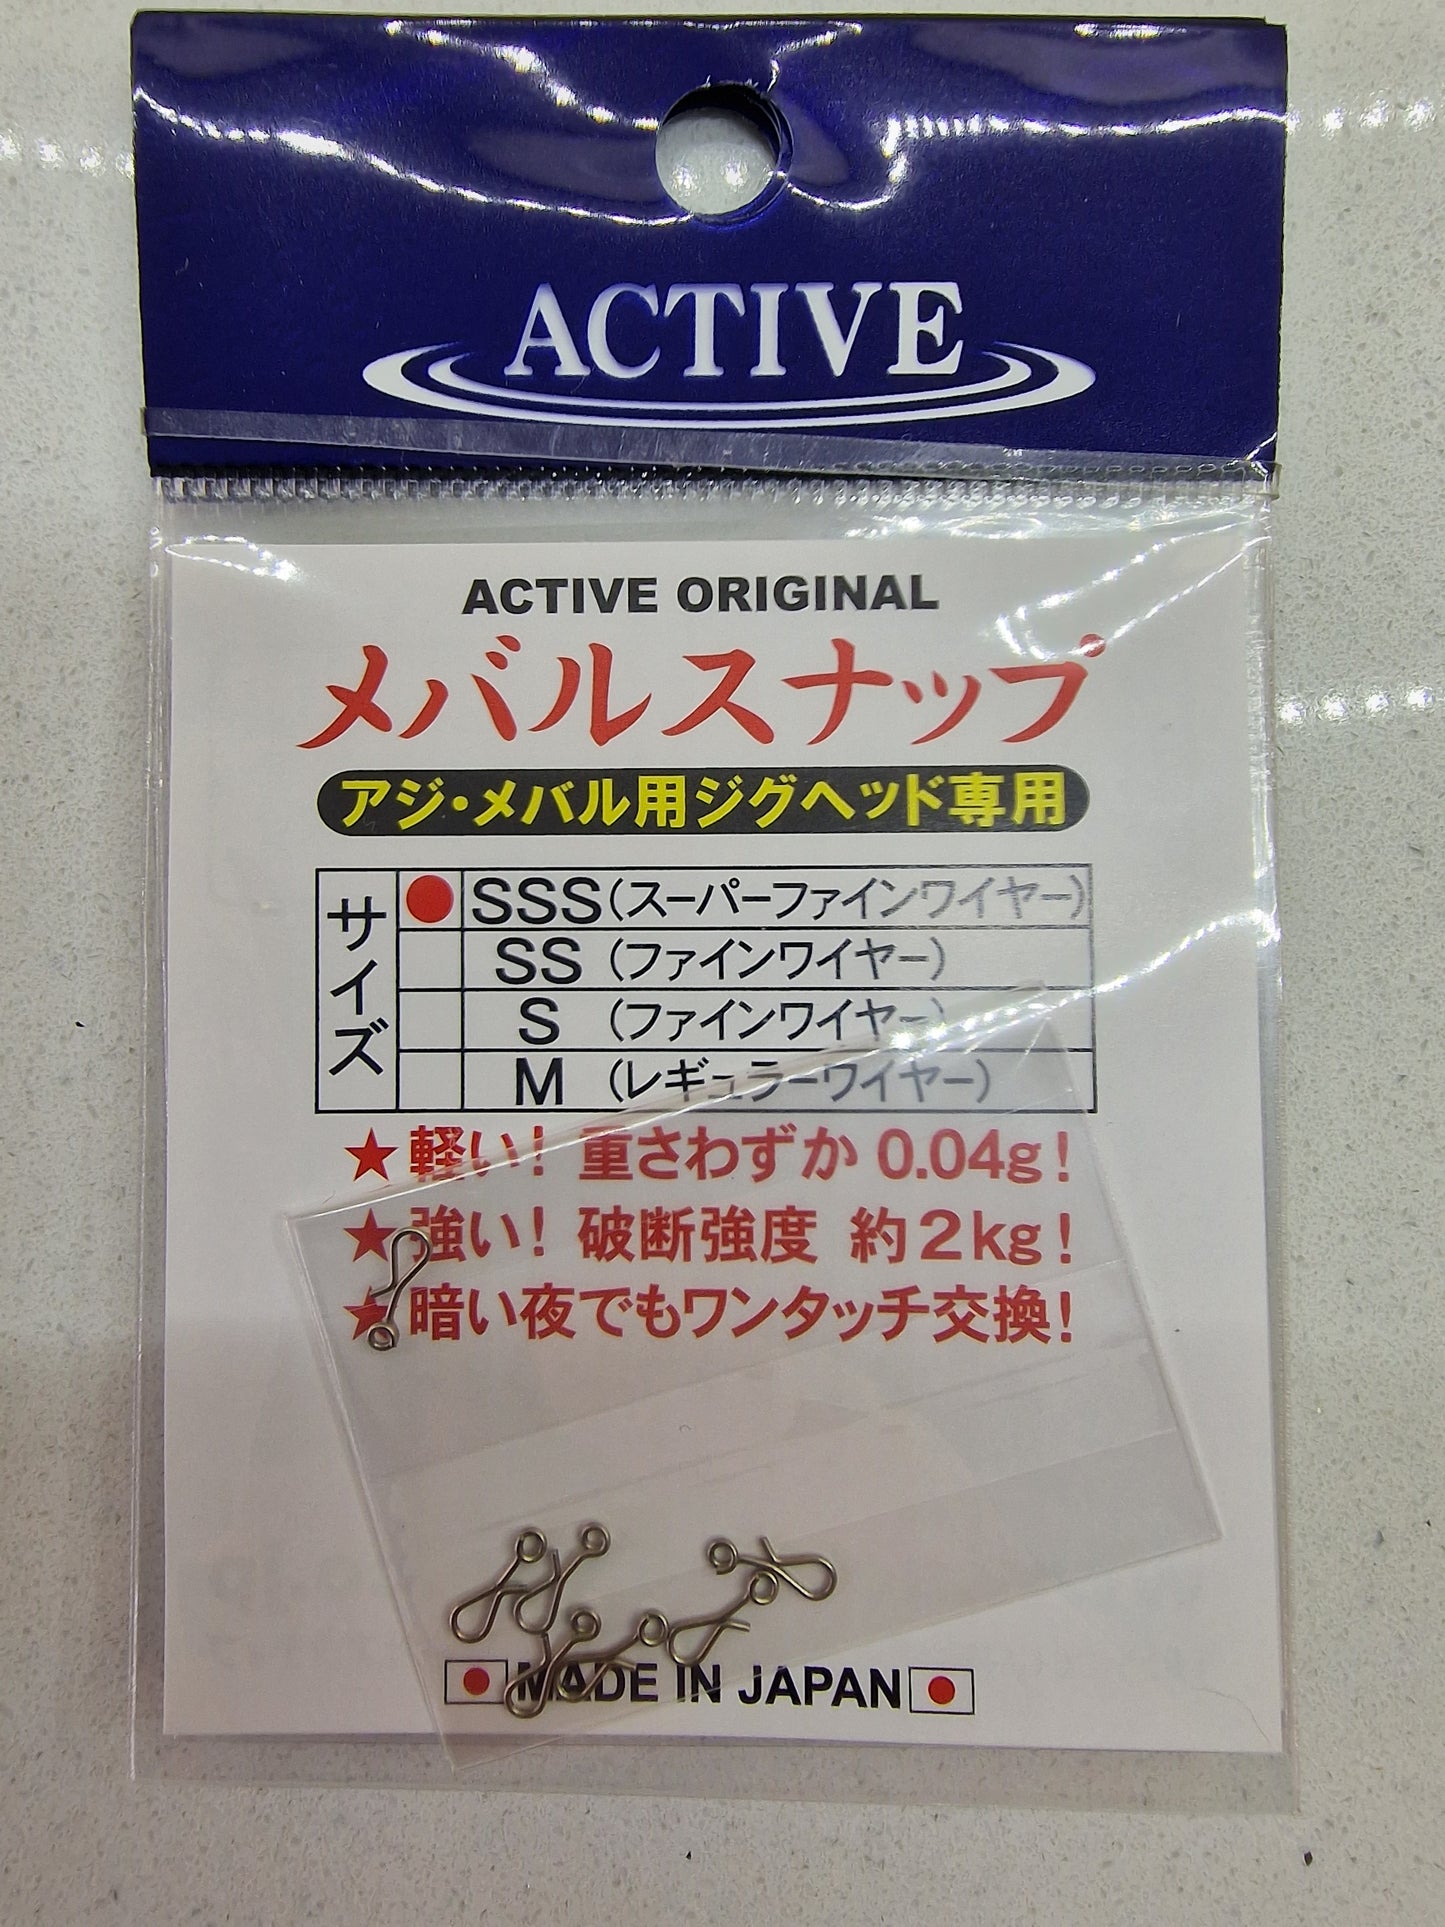 ACTIVE
ACTIVE ORIGINAL
メバルスナップ
アジ・メバル用ジグヘッド専用
サイズ
SSS(スーパーファインワイヤー)
SS (ファインワイヤー)
S (ファインワイヤー)
M (レギュラーワイヤー)
★軽い! 重さわずか 0.04g!
★強い! 破断強度 約2kg!
★暗い夜でもワンタッチ交換!
MADE IN JAPAN